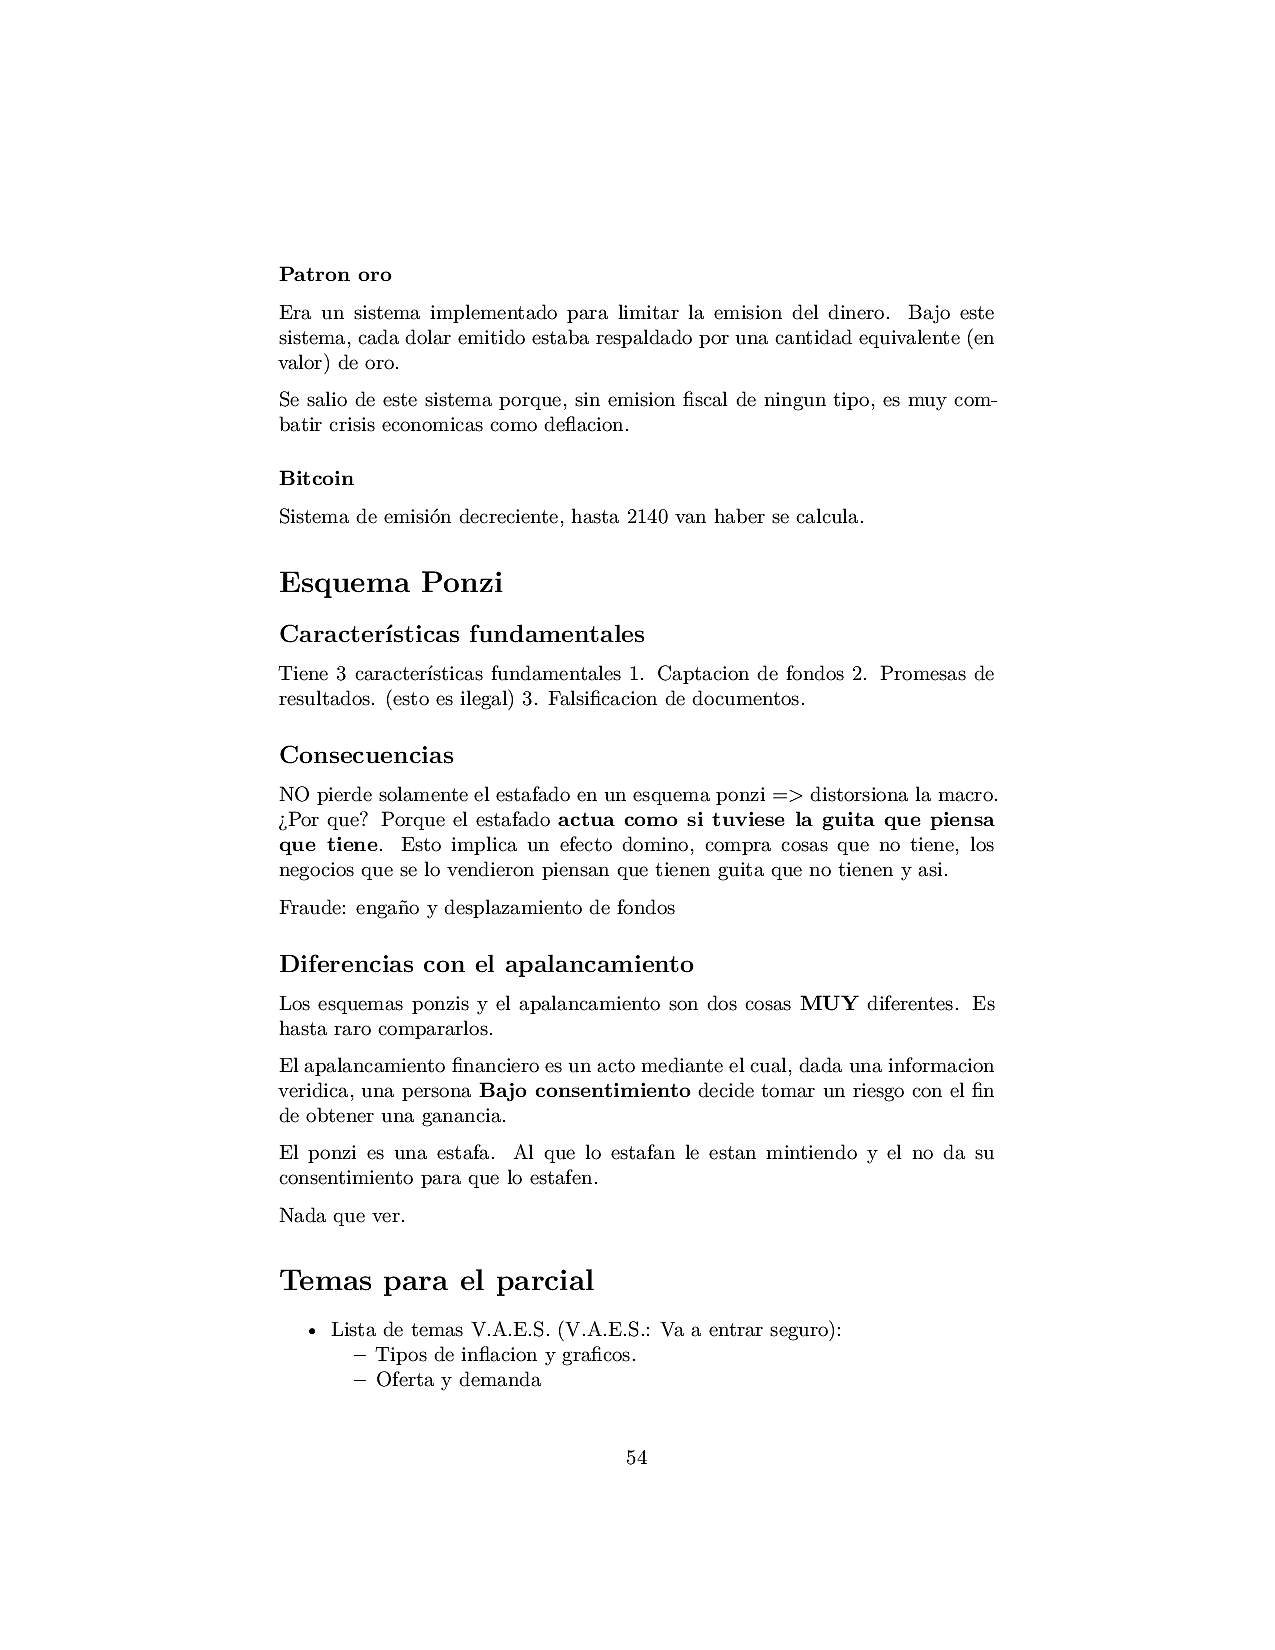 Patron oro
Era un sistema implementado para limitar la emision del dinero. Bajo este
sistema, cada dolar emitido estaba respaldado por una cantidad equivalente (en
valor) de oro.
Se salio de este sistema porque, sin emision fiscal de ningun tipo, es muy com-
batir crisis economicas como deflacion.
Bitcoin
Sistema de emisión decreciente, hasta 2140 van haber se calcula.
Esquema Ponzi
Características fundamentales
Tiene 3 características fundamentales 1. Captacion de fondos 2. Promesas de
resultados. (esto es ilegal) 3. Falsificacion de documentos.
Consecuencias
NO pierde solamente el estafado en un esquema ponzi => distorsiona la macro.
¿Por que? Porque el estafado actua como si tuviese la guita que piensa
que tiene. Esto implica un efecto domino, compra cosas que no tiene, los
negocios que se lo vendieron piensan que tienen guita que no tienen y asi.
Fraude: engaño y desplazamiento de fondos
Diferencias con el apalancamiento
Los esquemas ponzis y el apalancamiento son dos cosas MUY diferentes. Es
hasta raro compararlos.
El apalancamiento financiero es un acto mediante el cual, dada una informacion
veridica, una persona Bajo consentimiento decide tomar un riesgo con el fin
de obtener una ganancia.
El ponzi es una estafa. Al que lo estafan le estan mintiendo y el no da su
consentimiento para que lo estafen.
Nada que ver.
Temas para el parcial
• Lista de temas V.A.E.S. (V.A.E.S.: Va a entrar seguro):
– Tipos de inflacion y graficos.
– Oferta y demanda
54